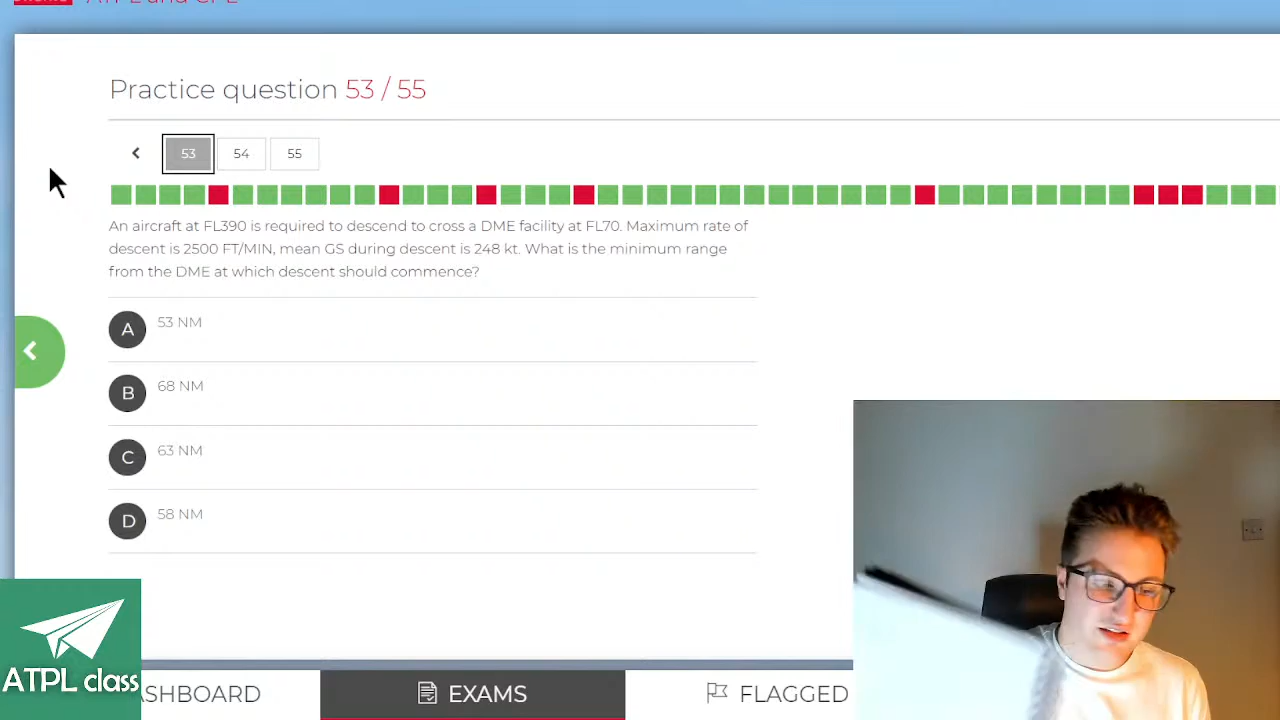 ATPL and CPL
Practice question 53 / 55
53
54
55
An aircraft at FL390 is required to descend to cross a DME facility at FL70. Maximum rate of
descent is 2500 FT/MIN, mean GS during descent is 248 kt. What is the minimum range
from the DME at which descent should commence?
A
53 NM
B
68 NM
C
63 NM
D
58 NM
ATPL class
ASHBOARD
EXAMS
FLAGGED